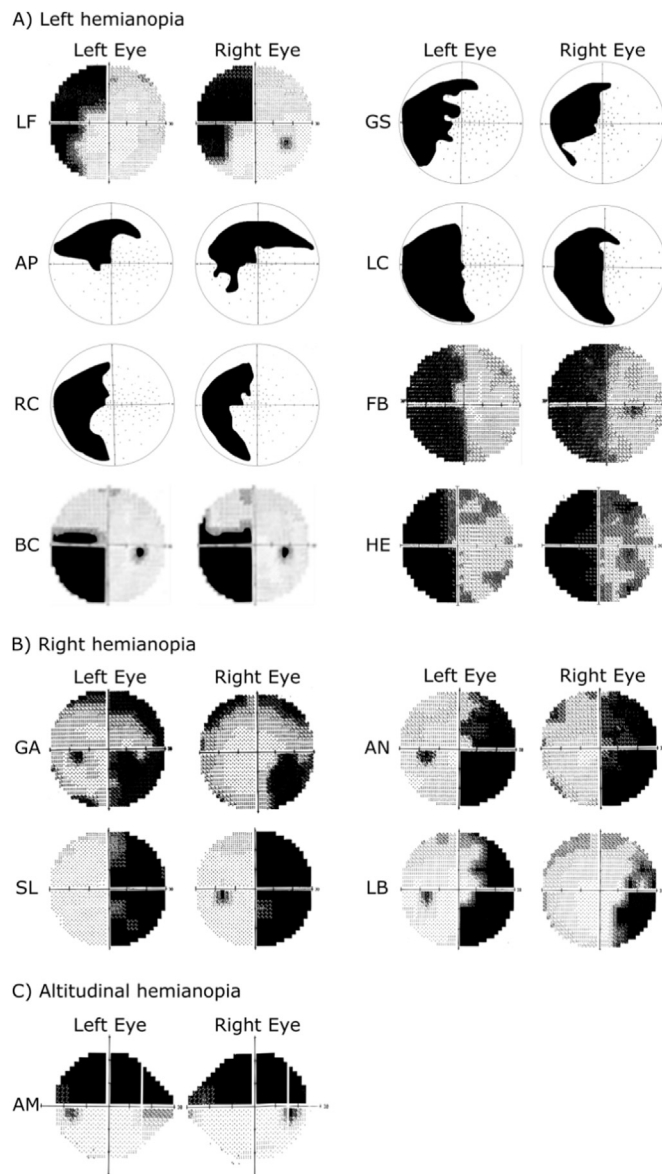 A) Left hemianopia
Left Eye Right Eye Left Eye Right Eye
LF GS
AP LC
RC FB
BC HE
B) Right hemianopia
Left Eye Right Eye Left Eye Right Eye
GA AN
SL LB
C) Altitudinal hemianopia
Left Eye Right Eye
AM